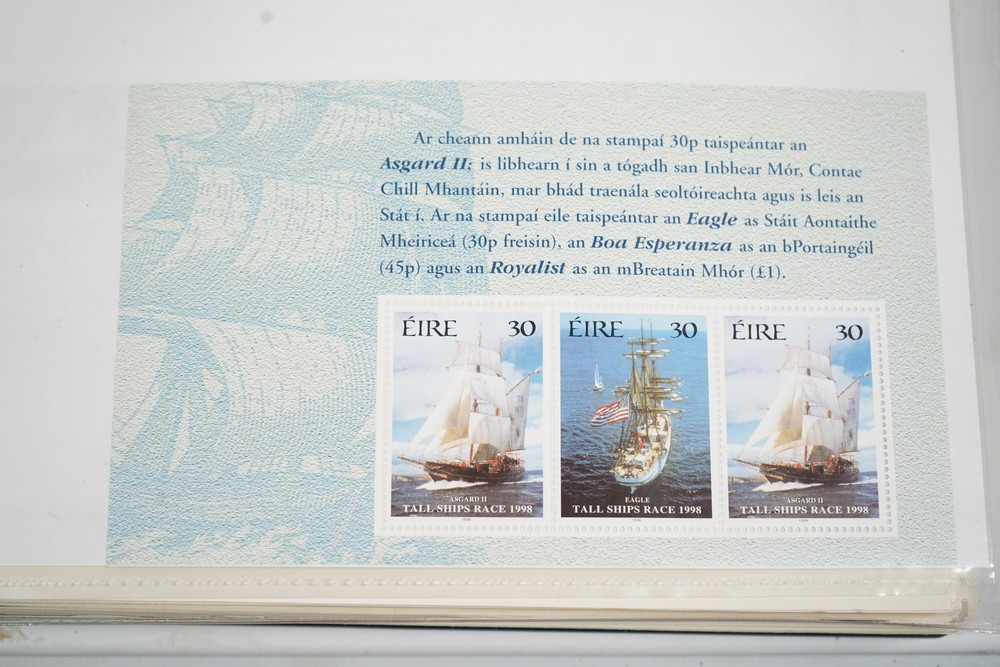 Ar cheann amháin de na stampaí 30p taispeántar an
Asgard II; is libhearn í sin a tógadh san Inbhear Mór, Contae
Chill Mhantáin, mar bhád traenála seoltóireachta agus is leis an
Stát í. Ar na stampaí eile taispeántar an Eagle as Stáit Aontaithe
Mheiriceá (30p freisin), an Boa Esperanza as an bPortaingéil
(45p) agus an Royalist as an mBreatain Mhór (£1).
ÉIRE 30
ASGARD II
TALL SHIPS RACE 1998
1998
ÉIRE 30
EAGLE
TALL SHIPS RACE 1998
1998
ÉIRE 30
ASGARD II
TALL SHIPS RACE 1998
1998